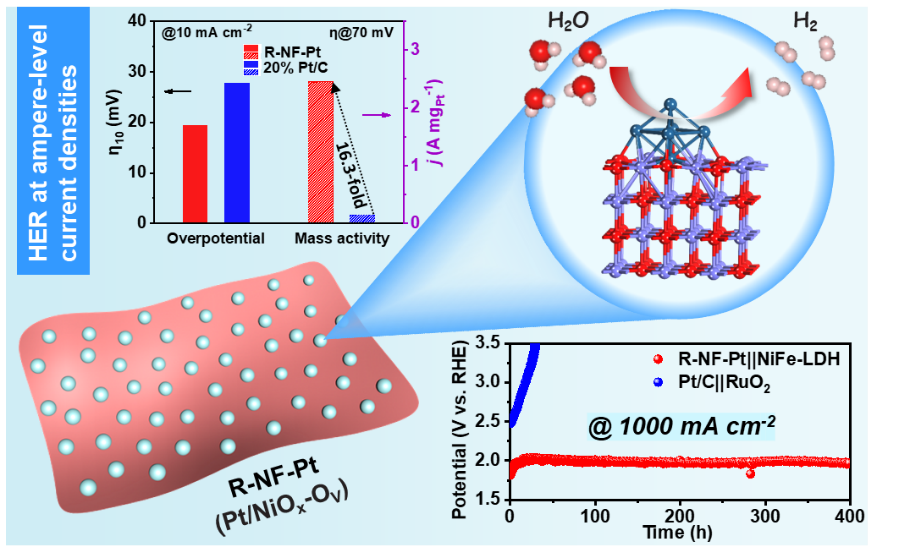 HER at ampere-level
current densities
@10 mA cm⁻² η@70 mV
R-NF-Pt
20% Pt/C
η₁₀ (mV)
40
30
20
10
0
16.3-fold
3
2
1
0
j (A mg_Pt⁻¹)
Overpotential Mass activity
H₂O
H₂
R-NF-Pt
(Pt/NiOₓ-O_V)
Potential (V vs. RHE)
3.5
3.0
2.5
2.0
1.5
R-NF-Pt||NiFe-LDH
Pt/C||RuO₂
@ 1000 mA cm⁻²
0 100 200 300 400
Time (h)